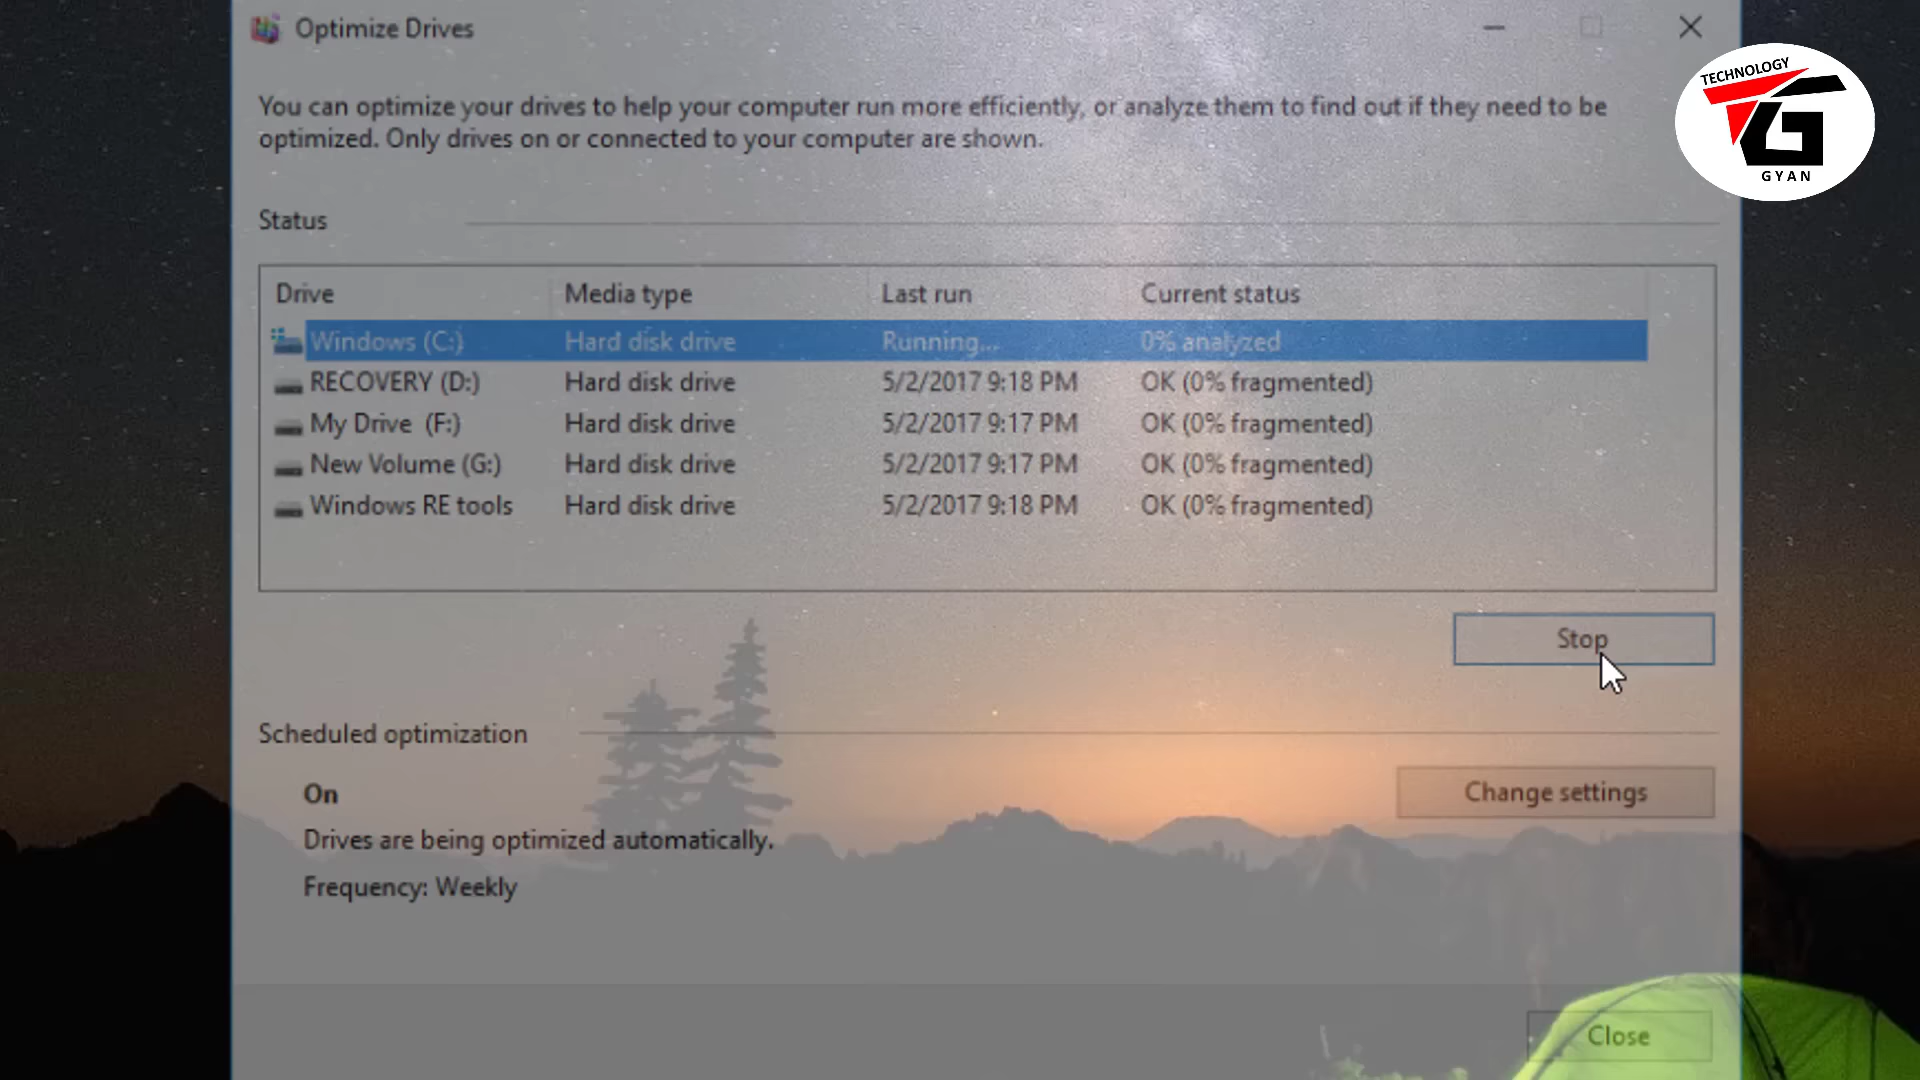 Optimize Drives
TECHNOLOGY
TG
GYAN
You can optimize your drives to help your computer run more efficiently, or analyze them to find out if they need to be
optimized. Only drives on or connected to your computer are shown.
Status
Drive Media type Last run Current status
Windows (C:) Hard disk drive Running... 0% analyzed
RECOVERY (D:) Hard disk drive 5/2/2017 9:18 PM OK (0% fragmented)
My Drive (F:) Hard disk drive 5/2/2017 9:17 PM OK (0% fragmented)
New Volume (G:) Hard disk drive 5/2/2017 9:17 PM OK (0% fragmented)
Windows RE tools Hard disk drive 5/2/2017 9:18 PM OK (0% fragmented)
Stop
Scheduled optimization
On
Change settings
Drives are being optimized automatically.
Frequency: Weekly
Close